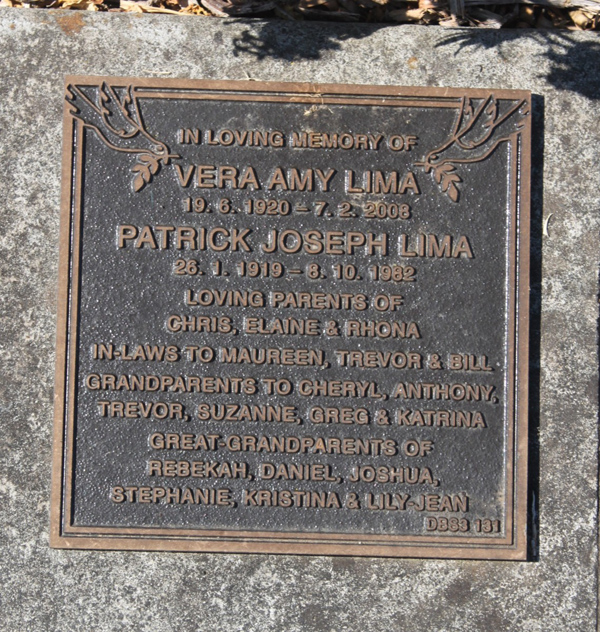 IN LOVING MEMORY OF
VERA AMY LIMA
19. 6. 1920 – 7. 2. 2008
PATRICK JOSEPH LIMA
26. 1. 1919 – 8. 10. 1982
LOVING PARENTS OF
CHRIS, ELAINE & RHONA
IN-LAWS TO MAUREEN, TREVOR & BILL
GRANDPARENTS TO CHERYL, ANTHONY,
TREVOR, SUZANNE, GREG & KATRINA
GREAT-GRANDPARENTS OF
REBEKAH, DANIEL, JOSHUA,
STEPHANIE, KRISTINA & LILY-JEAN
131